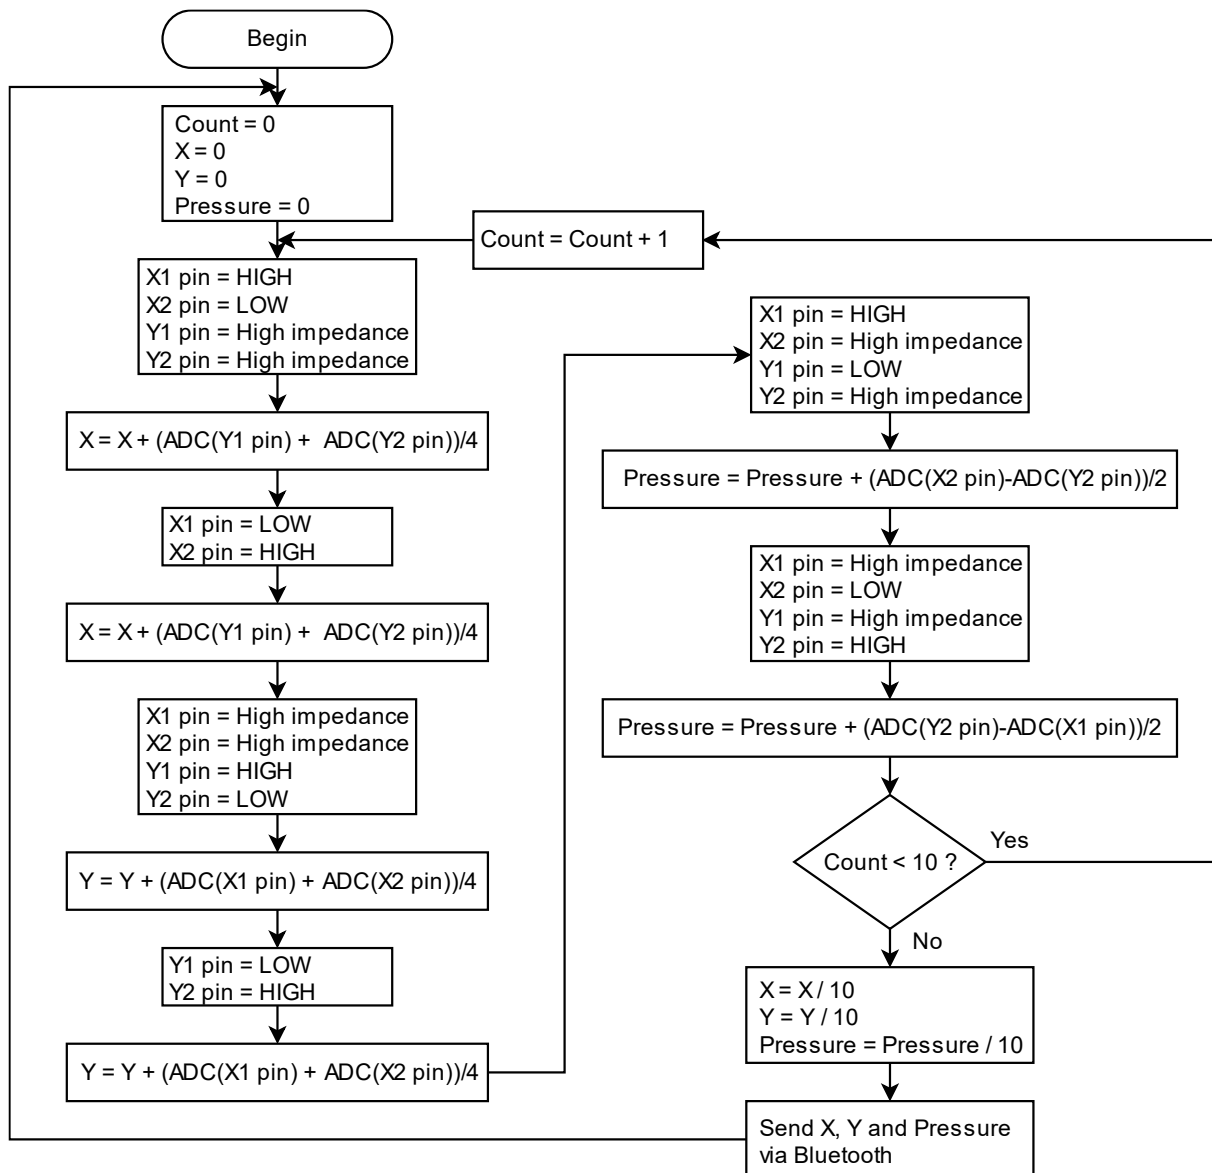 Begin
Count = 0
X = 0
Y = 0
Pressure = 0
Count = Count + 1
X1 pin = HIGH
X2 pin = LOW
Y1 pin = High impedance
Y2 pin = High impedance
X = X + (ADC(Y1 pin) +  ADC(Y2 pin))/4
X1 pin = LOW
X2 pin = HIGH
X = X + (ADC(Y1 pin) +  ADC(Y2 pin))/4
X1 pin = High impedance
X2 pin = High impedance
Y1 pin = HIGH
Y2 pin = LOW
Y = Y + (ADC(X1 pin) + ADC(X2 pin))/4
Y1 pin = LOW
Y2 pin = HIGH
Y = Y + (ADC(X1 pin) + ADC(X2 pin))/4
X1 pin = HIGH
X2 pin = High impedance
Y1 pin = LOW
Y2 pin = High impedance
Pressure = Pressure + (ADC(X2 pin)-ADC(Y2 pin))/2
X1 pin = High impedance
X2 pin = LOW
Y1 pin = High impedance
Y2 pin = HIGH
Pressure = Pressure + (ADC(Y2 pin)-ADC(X1 pin))/2
Count < 10 ?
Yes
No
X = X / 10
Y = Y / 10
Pressure = Pressure / 10
Send X, Y and Pressure
via Bluetooth